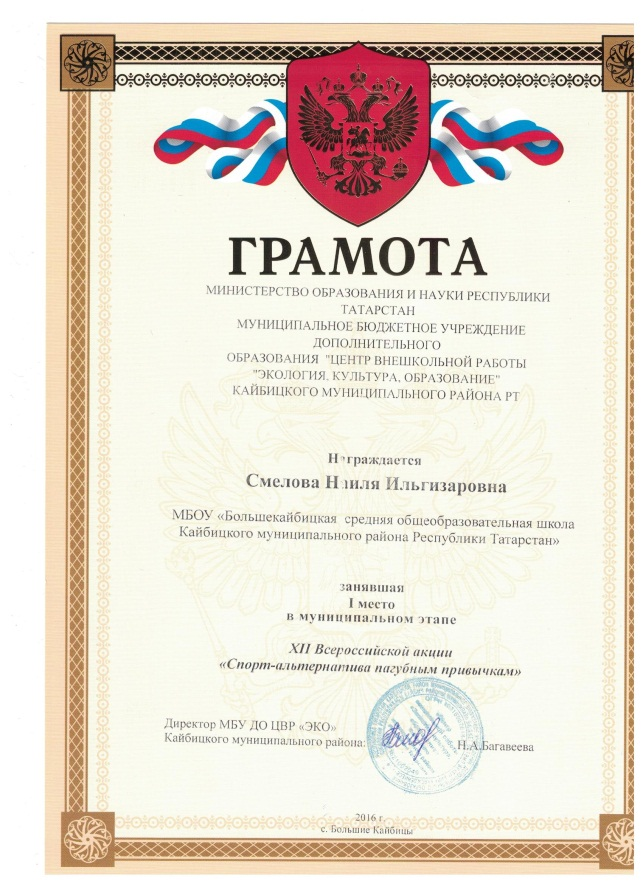 ГРАМОТА
МИНИСТЕРСТВО ОБРАЗОВАНИЯ И НАУКИ РЕСПУБЛИКИ
ТАТАРСТАН
МУНИЦИПАЛЬНОЕ БЮДЖЕТНОЕ УЧРЕЖДЕНИЕ
ДОПОЛНИТЕЛЬНОГО
ОБРАЗОВАНИЯ "ЦЕНТР ВНЕШКОЛЬНОЙ РАБОТЫ
"ЭКОЛОГИЯ, КУЛЬТУРА, ОБРАЗОВАНИЕ"
КАЙБИЦКОГО МУНИЦИПАЛЬНОГО РАЙОНА РТ
Награждается
Смелова Наиля Ильгизаровна
МБОУ «Большекайбицкая средняя общеобразовательная школа
Кайбицкого муниципального района Республики Татарстан»
занявшая
I место
в муниципальном этапе
XII Всероссийской акции
«Спорт-альтернатива пагубным привычкам»
Директор МБУ ДО ЦВР «ЭКО»
Кайбицкого муниципального района: Н.А.Багавеева
2016 г.
с. Большие Кайбицы